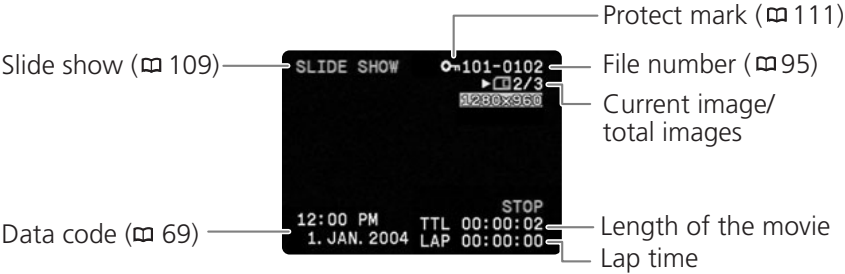 Protect mark (111)
Slide show (109)
SLIDE SHOW
101-0102
File number (95)
2/3
1280x960
Current image/
total images
STOP
12:00 PM
TTL 00:00:02
Length of the movie
Data code (69)
1. JAN. 2004
LAP 00:00:00
Lap time